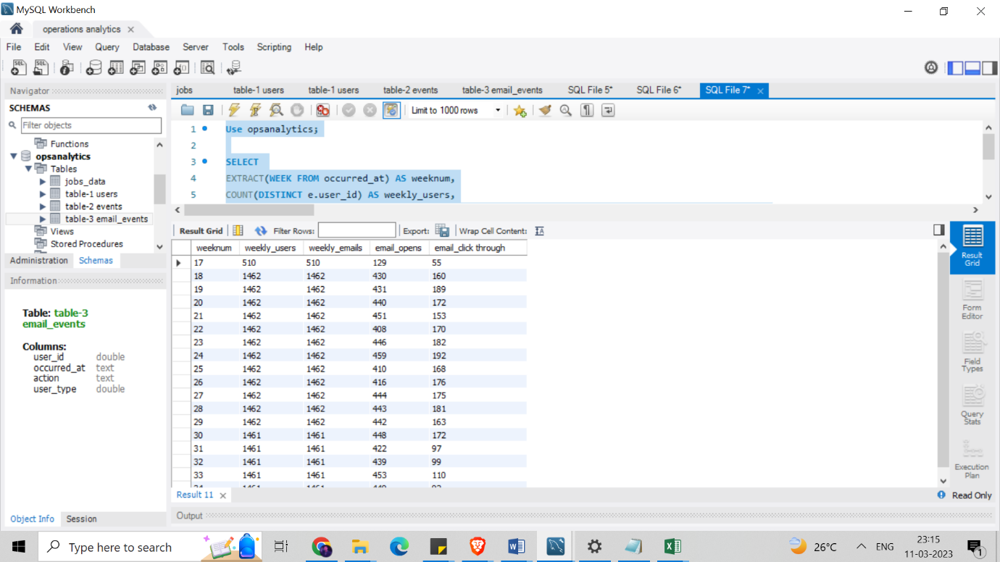 MySQL Workbench
operations analytics
File Edit View Query Database Server Tools Scripting Help
Navigator
SCHEMAS
Filter objects
Functions
opsanalytics
Tables
jobs_data
table-1 users
table-2 events
table-3 email_events
Views
Stored Procedures
Administration Schemas
Information
Table: table-3
email_events
Columns:
user_id double
occurred_at text
action text
user_type double
Object Info Session
jobs table-1 users table-1 users table-2 events table-3 email_events SQL File 5* SQL File 6* SQL File 7*
Limit to 1000 rows
1 Use opsanalytics;
2
3 SELECT
4 EXTRACT(WEEK FROM occurred_at) AS weeknum,
5 COUNT(DISTINCT e.user_id) AS weekly_users,
Result Grid Filter Rows: Export: Wrap Cell Content:
weeknum weekly_users weekly_emails email_opens email_click through
17 510 510 129 55
18 1462 1462 430 160
19 1462 1462 431 189
20 1462 1462 440 172
21 1462 1462 451 153
22 1462 1462 408 170
23 1462 1462 446 182
24 1462 1462 459 192
25 1462 1462 410 168
26 1462 1462 416 176
27 1462 1462 444 175
28 1462 1462 443 181
29 1462 1462 442 163
30 1461 1461 448 172
31 1461 1461 422 97
32 1461 1461 439 99
33 1461 1461 453 110
Result
Grid
Form
Editor
Field
Types
Query
Stats
Execution
Plan
Result 11
Read Only
Output
Type here to search
26°C
ENG
23:15
11-03-2023
1